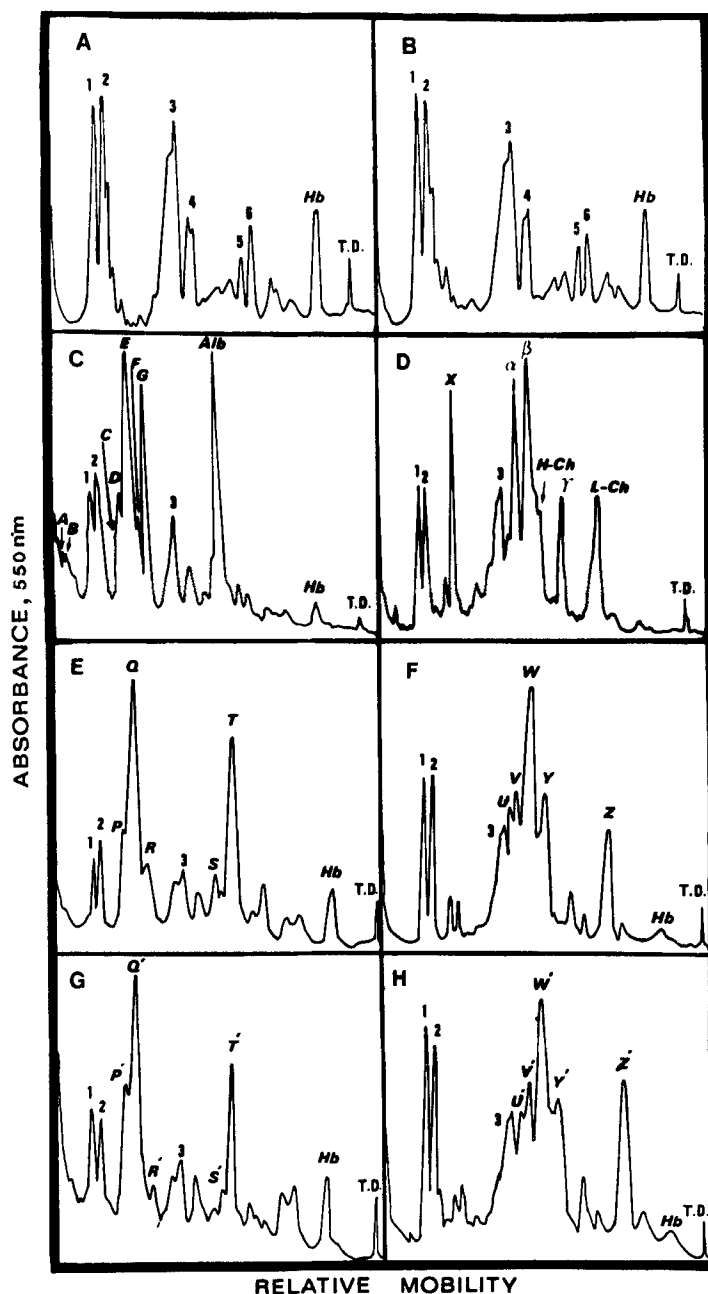 A
1
2
3
4
5
6
Hb
T.D.
B
1
2
3
4
5
6
Hb
T.D.
C
A
B
1
2
C
D
E
F
G
3
Alb
Hb
T.D.
D
1
2
X
3
α
β
H-Ch
γ
L-Ch
T.D.
E
1
2
P
Q
R
3
S
T
Hb
T.D.
F
1
2
3
U
V
W
Y
Z
Hb
T.D.
G
1
2
P'
Q'
R'
3
S'
T'
Hb
T.D.
H
1
2
3
U'
V'
W'
Y'
Z'
Hb
T.D.
ABSORBANCE, 550 nm
RELATIVE MOBILITY